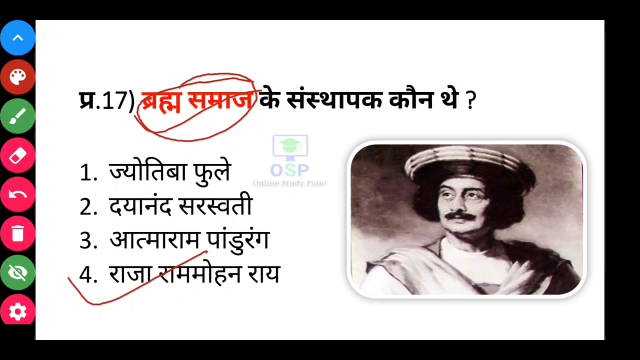 प्र.17) ब्रह्म समाज के संस्थापक कौन थे ?
OSP
Online Study Point
1. ज्योतिबा फुले
2. दयानंद सरस्वती
3. आत्माराम पांडुरंग
4. राजा राममोहन राय